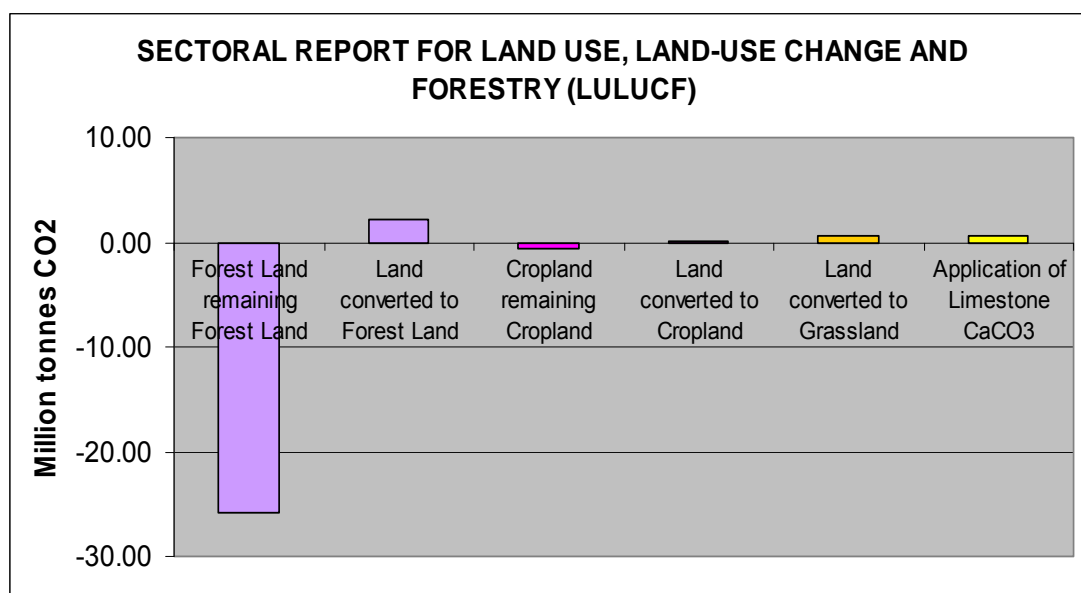 SECTORAL REPORT FOR LAND USE, LAND-USE CHANGE AND
FORESTRY (LULUCF)
Million tonnes CO2
10.00
0.00
-10.00
-20.00
-30.00
Forest Land
remaining
Forest Land
Land
converted to
Forest Land
Cropland
remaining
Cropland
Land
converted to
Cropland
Land
converted to
Grassland
Application of
Limestone
CaCO3